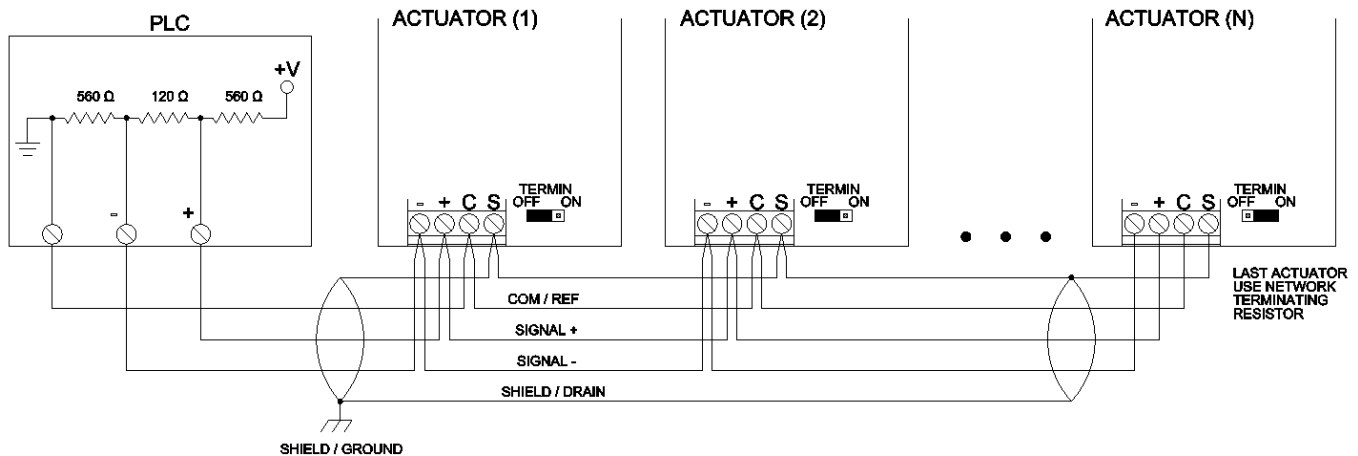 PLC
ACTUATOR (1)
ACTUATOR (2)
ACTUATOR (N)
+V
560 Ω
120 Ω
560 Ω
-
+
- + C S
TERMIN
OFF ON
- + C S
TERMIN
OFF ON
- + C S
TERMIN
OFF ON
COM / REF
SIGNAL +
SIGNAL -
SHIELD / DRAIN
SHIELD / GROUND
LAST ACTUATOR
USE NETWORK
TERMINATING
RESISTOR